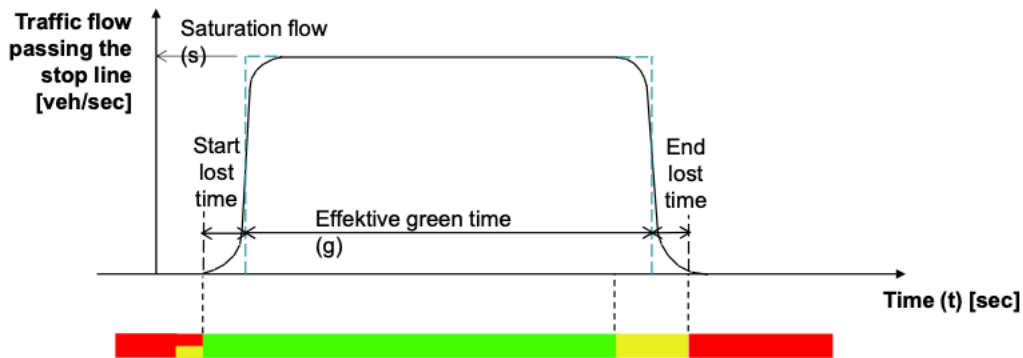 Traffic flow
passing the
stop line
[veh/sec]
Saturation flow
(s)
Start
lost
time
End
lost
time
Effektive green time
(g)
Time (t) [sec]